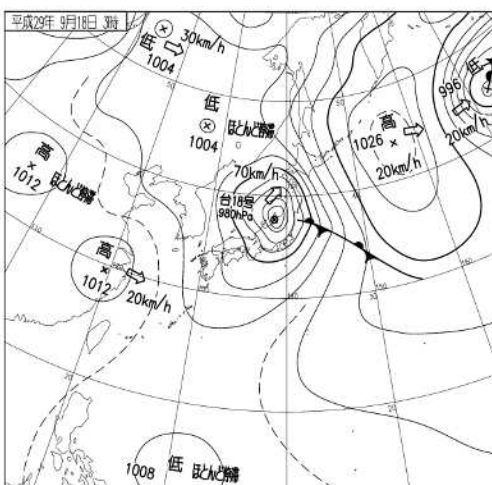 平成29年 9月18日 3時
低
30km/h
1004
低
ほとんど停滞
1004
高
1026
20km/h
低
996
20km/h
高
1012
ほとんど停滞
70km/h
台18号
980hPa
高
1012
20km/h
1008
低
ほとんど停滞